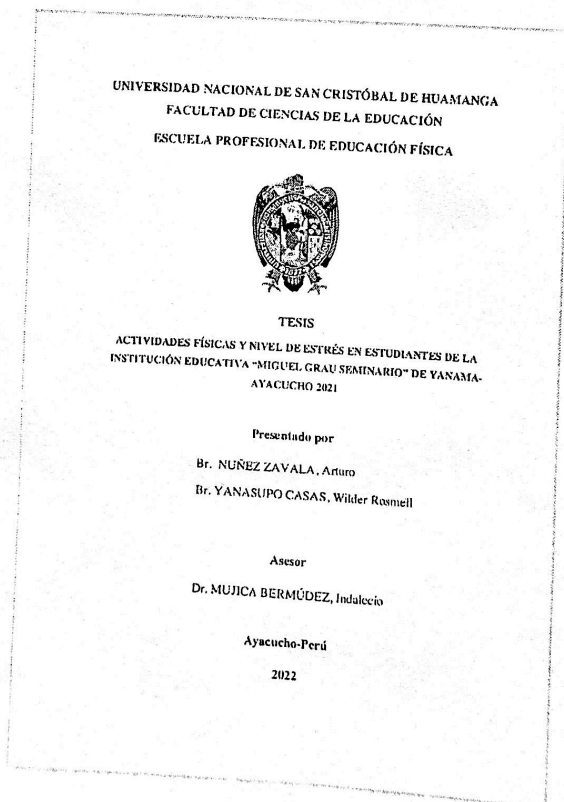 UNIVERSIDAD NACIONAL DE SAN CRISTÓBAL DE HUAMANGA
FACULTAD DE CIENCIAS DE LA EDUCACIÓN
ESCUELA PROFESIONAL DE EDUCACIÓN FÍSICA
TESIS
ACTIVIDADES FÍSICAS Y NIVEL DE ESTRÉS EN ESTUDIANTES DE LA
INSTITUCIÓN EDUCATIVA “MIGUEL GRAU SEMINARIO” DE YANAMA-
AYACUCHO 2021
Presentado por
Br. NUÑEZ ZAVALA, Arturo
Br. YANASUPO CASAS, Wilder Rosmell
Asesor
Dr. MUJICA BERMÚDEZ, Indalecio
Ayacucho-Perú
2022